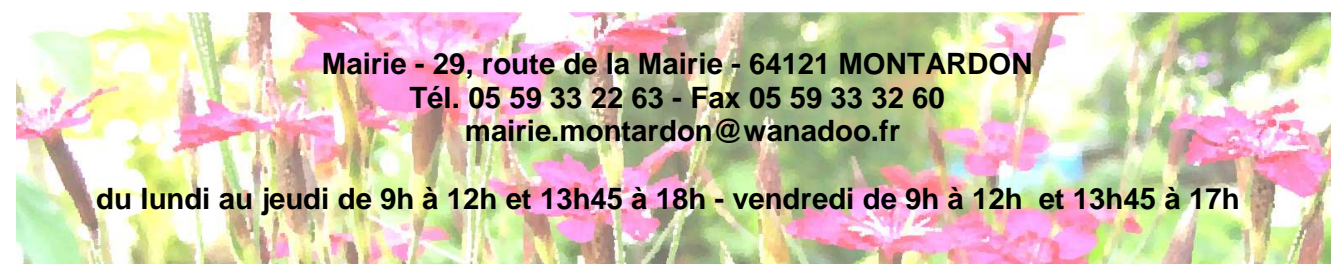 Mairie - 29, route de la Mairie - 64121 MONTARDON
Tél. 05 59 33 22 63 - Fax 05 59 33 32 60
mairie.montardon@wanadoo.fr
du lundi au jeudi de 9h à 12h et 13h45 à 18h - vendredi de 9h à 12h et 13h45 à 17h